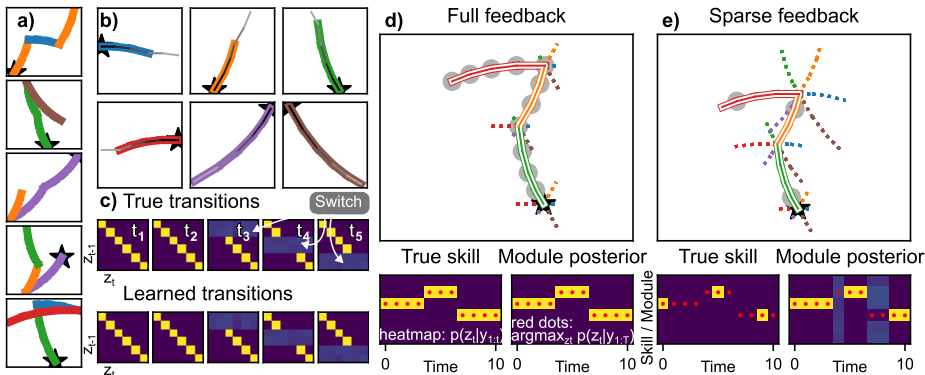 a)
b)
c) True transitions
Switch
t1 t2 t3 t4 t5
zt-1
zt
Learned transitions
zt-1
zt
d) Full feedback
True skill Module posterior
heatmap: p(zt|y1:t)
red dots:
argmaxzt p(zt|y1:T)
0 Time 10
0 Time 10
e) Sparse feedback
True skill Module posterior
Skill / Module
0 Time 10
0 Time 10